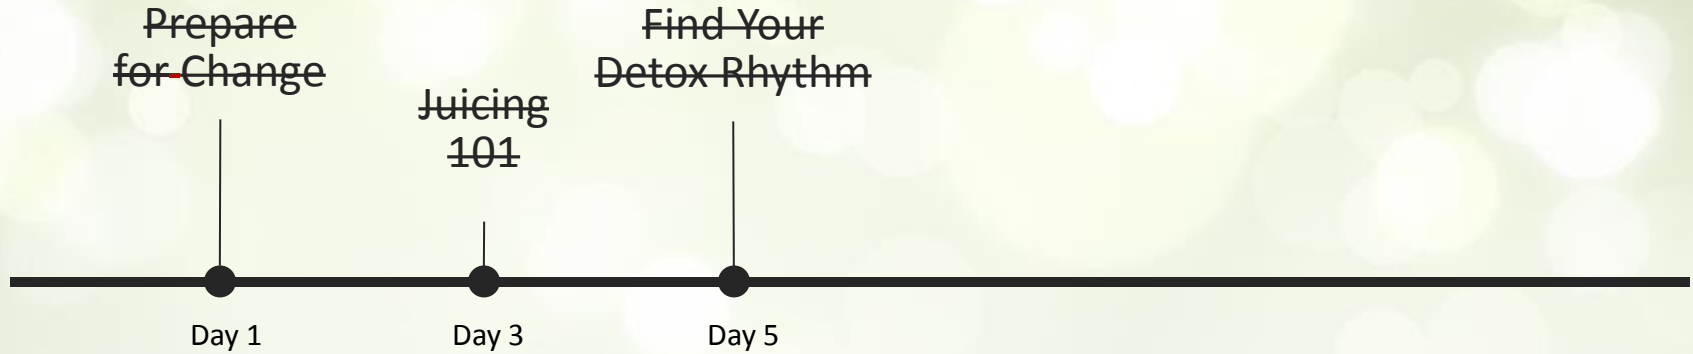 Prepare
for Change
Juicing
101
Find Your
Detox Rhythm
Day 1
Day 3
Day 5